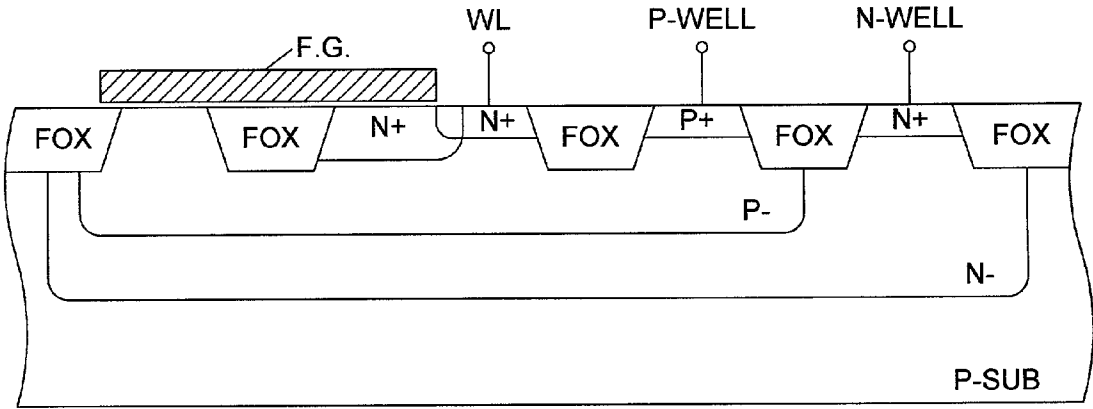 WL P-WELL N-WELL
F.G.
FOX FOX N+ N+ FOX P+ FOX N+ FOX
P-
N-
P-SUB